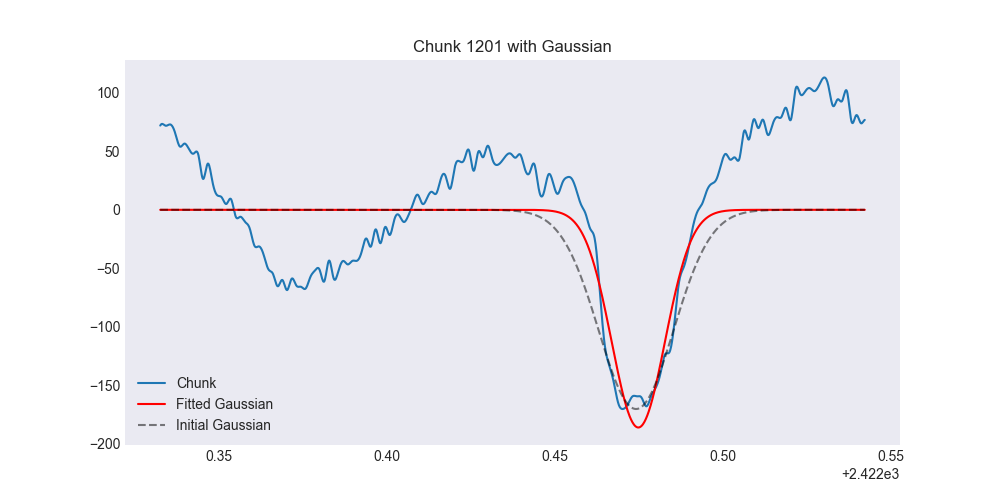 Chunk 1201 with Gaussian
100
50
0
−50
−100
−150
−200
Chunk
Fitted Gaussian
Initial Gaussian
0.35 0.40 0.45 0.50 0.55
+2.422e3